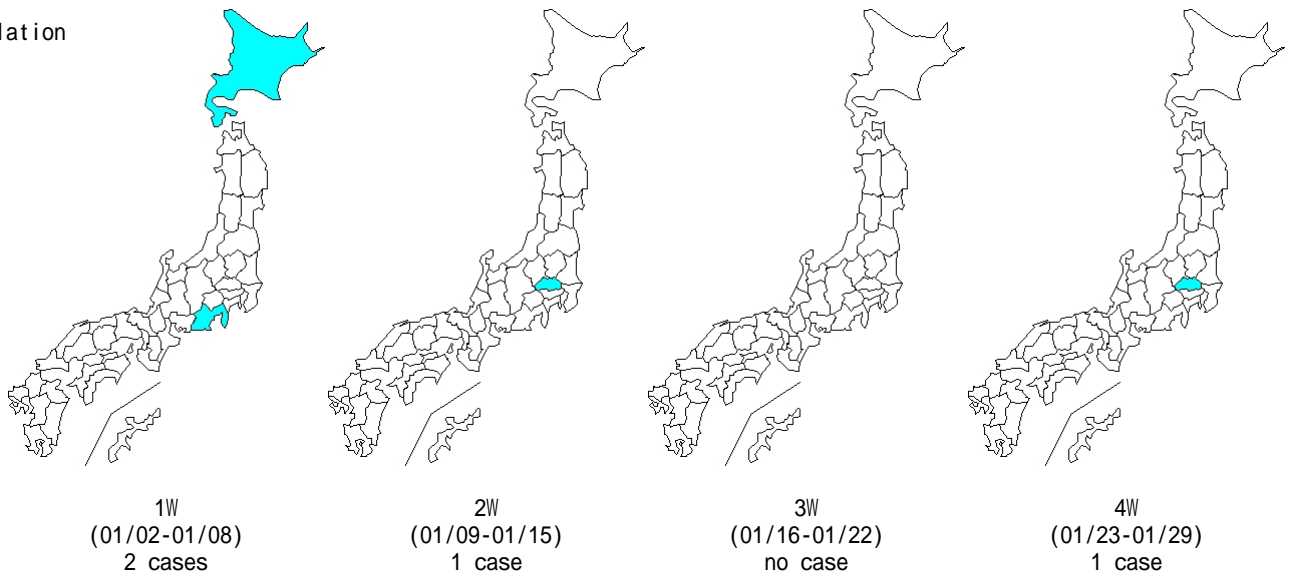 lation
1W
(01/02-01/08)
2 cases
2W
(01/09-01/15)
1 case
3W
(01/16-01/22)
no case
4W
(01/23-01/29)
1 case